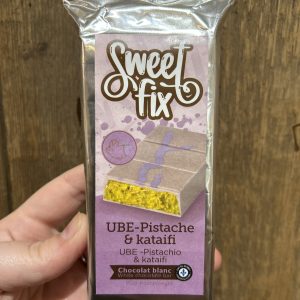 Sweet
fix
UBE-Pistache
& kataifi
UBE -Pistachio
& kataifi
Chocolat blanc
White chocolate bar